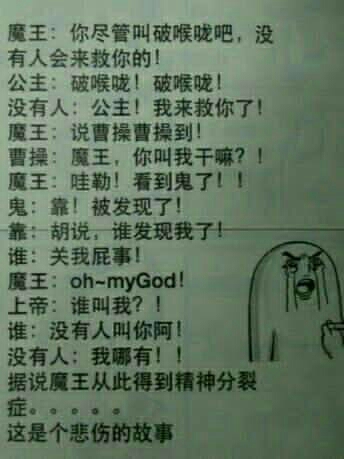 魔王：你尽管叫破喉咙吧，没
有人会来救你的！
公主：破喉咙！破喉咙！
没有人：公主！我来救你了！
魔王：说曹操曹操到！
曹操：魔王，你叫我干嘛？！
魔王：哇勒！看到鬼了！！
鬼：靠！被发现了！
靠：胡说，谁发现我了！
谁：关我屁事！
魔王：oh~myGod！
上帝：谁叫我？！
谁：没有人叫你阿！
没有人：我哪有！！
据说魔王从此得到精神分裂
症。。。。。
这是个悲伤的故事